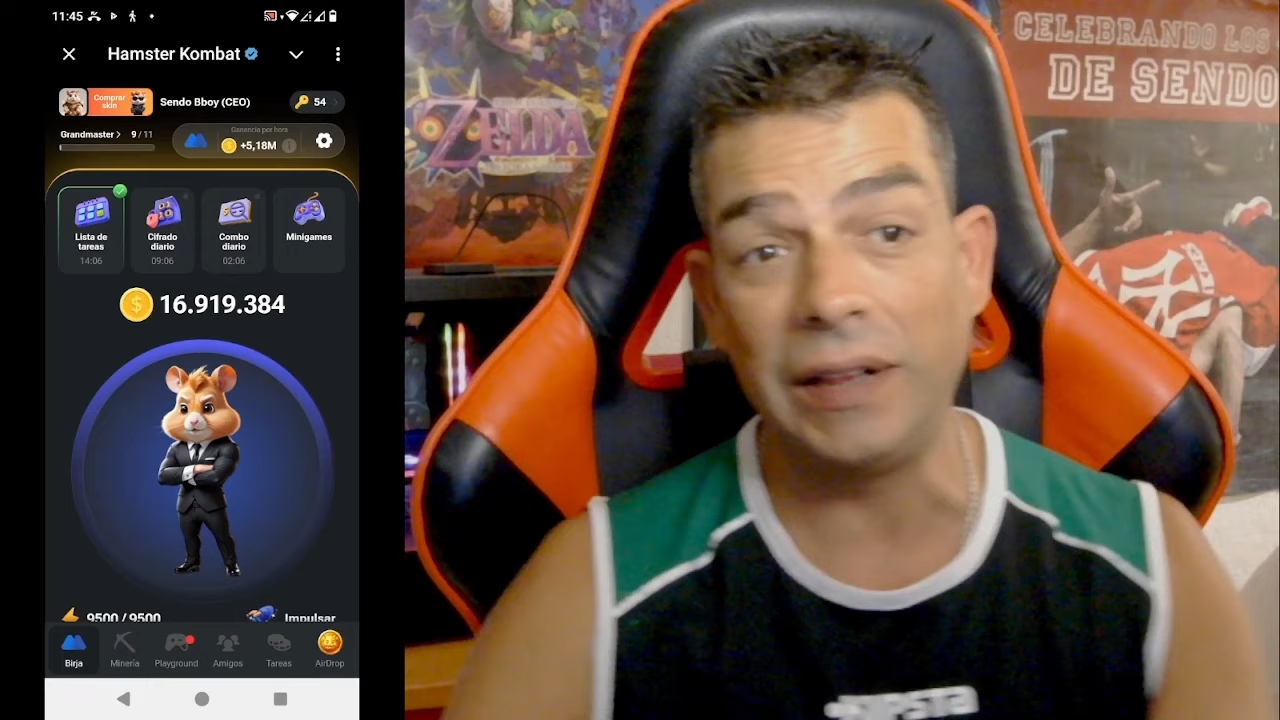 11:45
Hamster Kombat
Comprar skin
Sendo Bboy (CEO)
54
Grandmaster
9 / 11
Ganancia por hora
+5,18M
Lista de tareas
14:06
Cifrado diario
09:06
Combo diario
02:06
Minigames
16.919.384
9500 / 9500
Impulsar
Birja
Minería
Playground
Amigos
Tareas
AirDrop
ZELDA
CELEBRANDO LOS
DE SENDO
KIPSTA